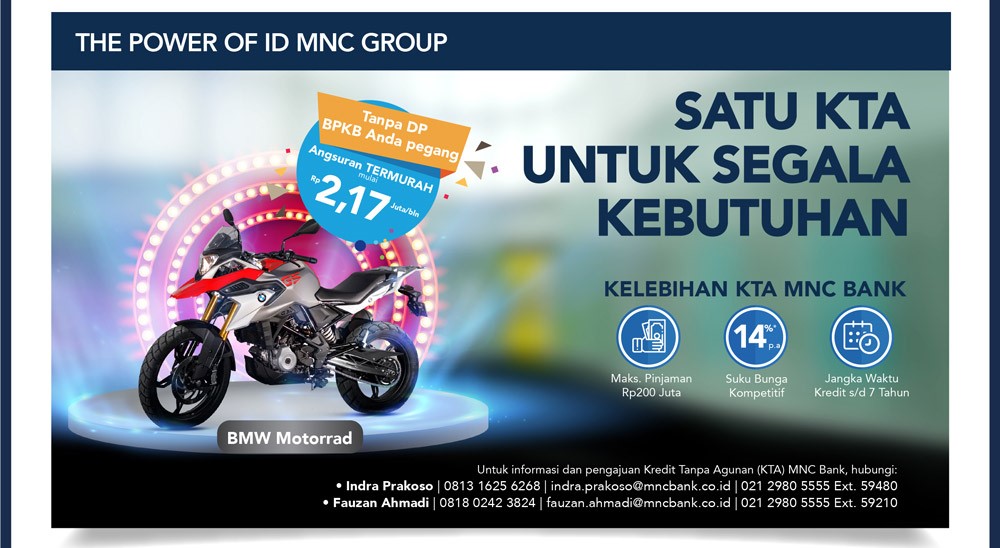 THE POWER OF ID MNC GROUP
Tanpa DP
BPKB Anda pegang
Angsuran TERMURAH
mulai
Rp 2,17 Juta/bln
SATU KTA
UNTUK SEGALA
KEBUTUHAN
KELEBIHAN KTA MNC BANK
14%* p.a
Maks. Pinjaman
Rp200 Juta
Suku Bunga
Kompetitif
Jangka Waktu
Kredit s/d 7 Tahun
BMW Motorrad
Untuk informasi dan pengajuan Kredit Tanpa Agunan (KTA) MNC Bank, hubungi:
• Indra Prakoso | 0813 1625 6268 | indra.prakoso@mncbank.co.id | 021 2980 5555 Ext. 59480
• Fauzan Ahmadi | 0818 0242 3824 | fauzan.ahmadi@mncbank.co.id | 021 2980 5555 Ext. 59210